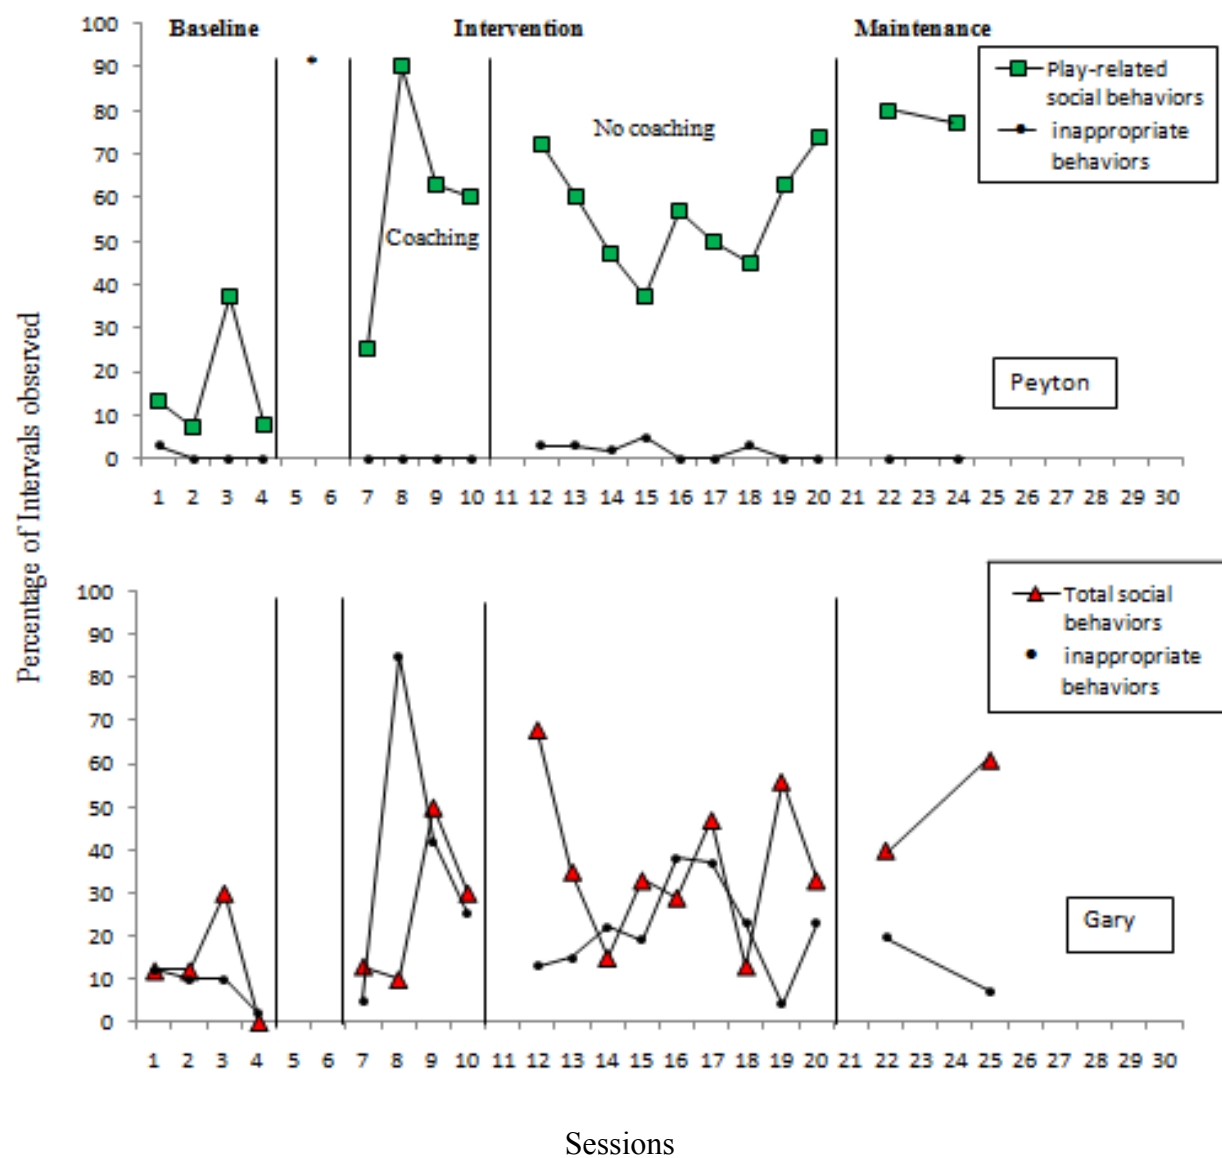 Baseline Intervention Maintenance
100
90
80
70
60
50
40
30
20
10
0
Play-related
social behaviors
inappropriate
behaviors
No coaching
Coaching
Peyton
1 2 3 4 5 6 7 8 9 10 11 12 13 14 15 16 17 18 19 20 21 22 24 25 26 27 28 29 30
Percentage of Intervals observed
100
90
80
70
60
50
40
30
20
10
0
Total social
behaviors
inappropriate
behaviors
Gary
1 2 3 4 5 6 7 8 9 10 11 12 13 14 15 16 17 18 19 20 21 22 24 25 26 27 28 29 30
Sessions